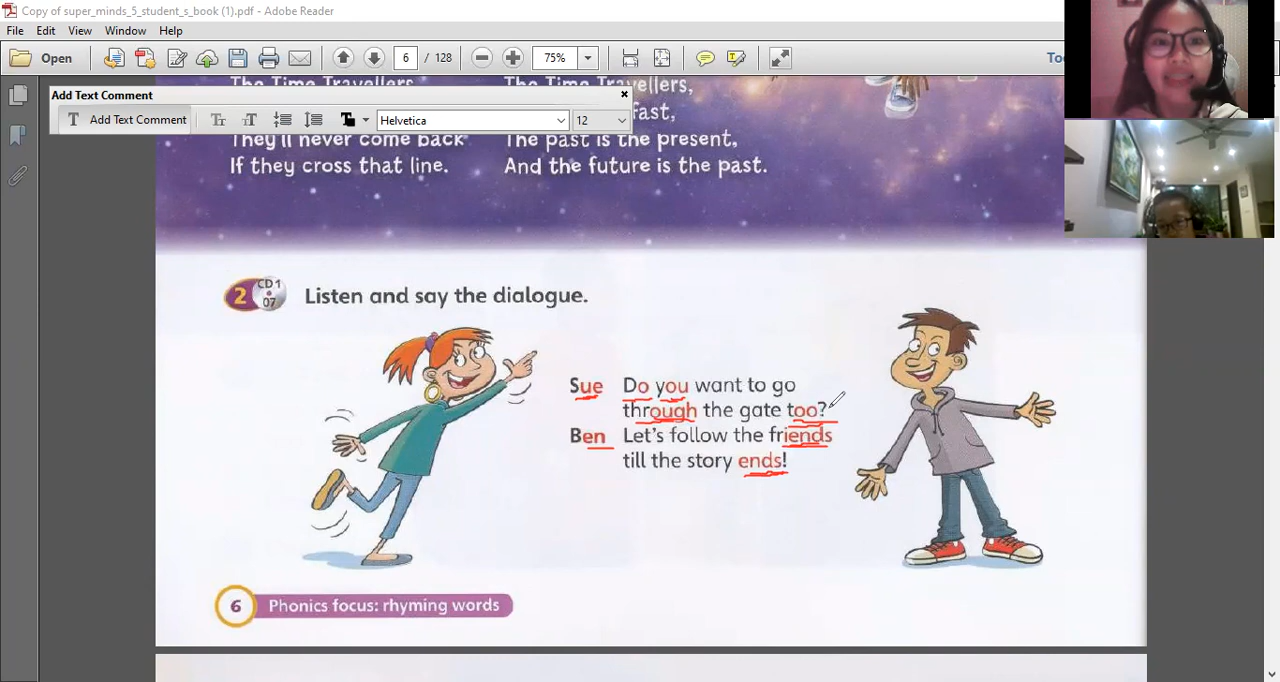 Copy of super_minds_5_student_s_book (1).pdf - Adobe Reader
File Edit View Window Help
Open 6 / 128 75%
Add Text Comment
T Add Text Comment Helvetica 12
The Time Travellers
They'll never come back
If they cross that line.
The Time Travellers,
fast,
The past is the present,
And the future is the past.
2 CD1 07 Listen and say the dialogue.
Sue Do you want to go
through the gate too?
Ben Let's follow the friends
till the story ends!
6 Phonics focus: rhyming words